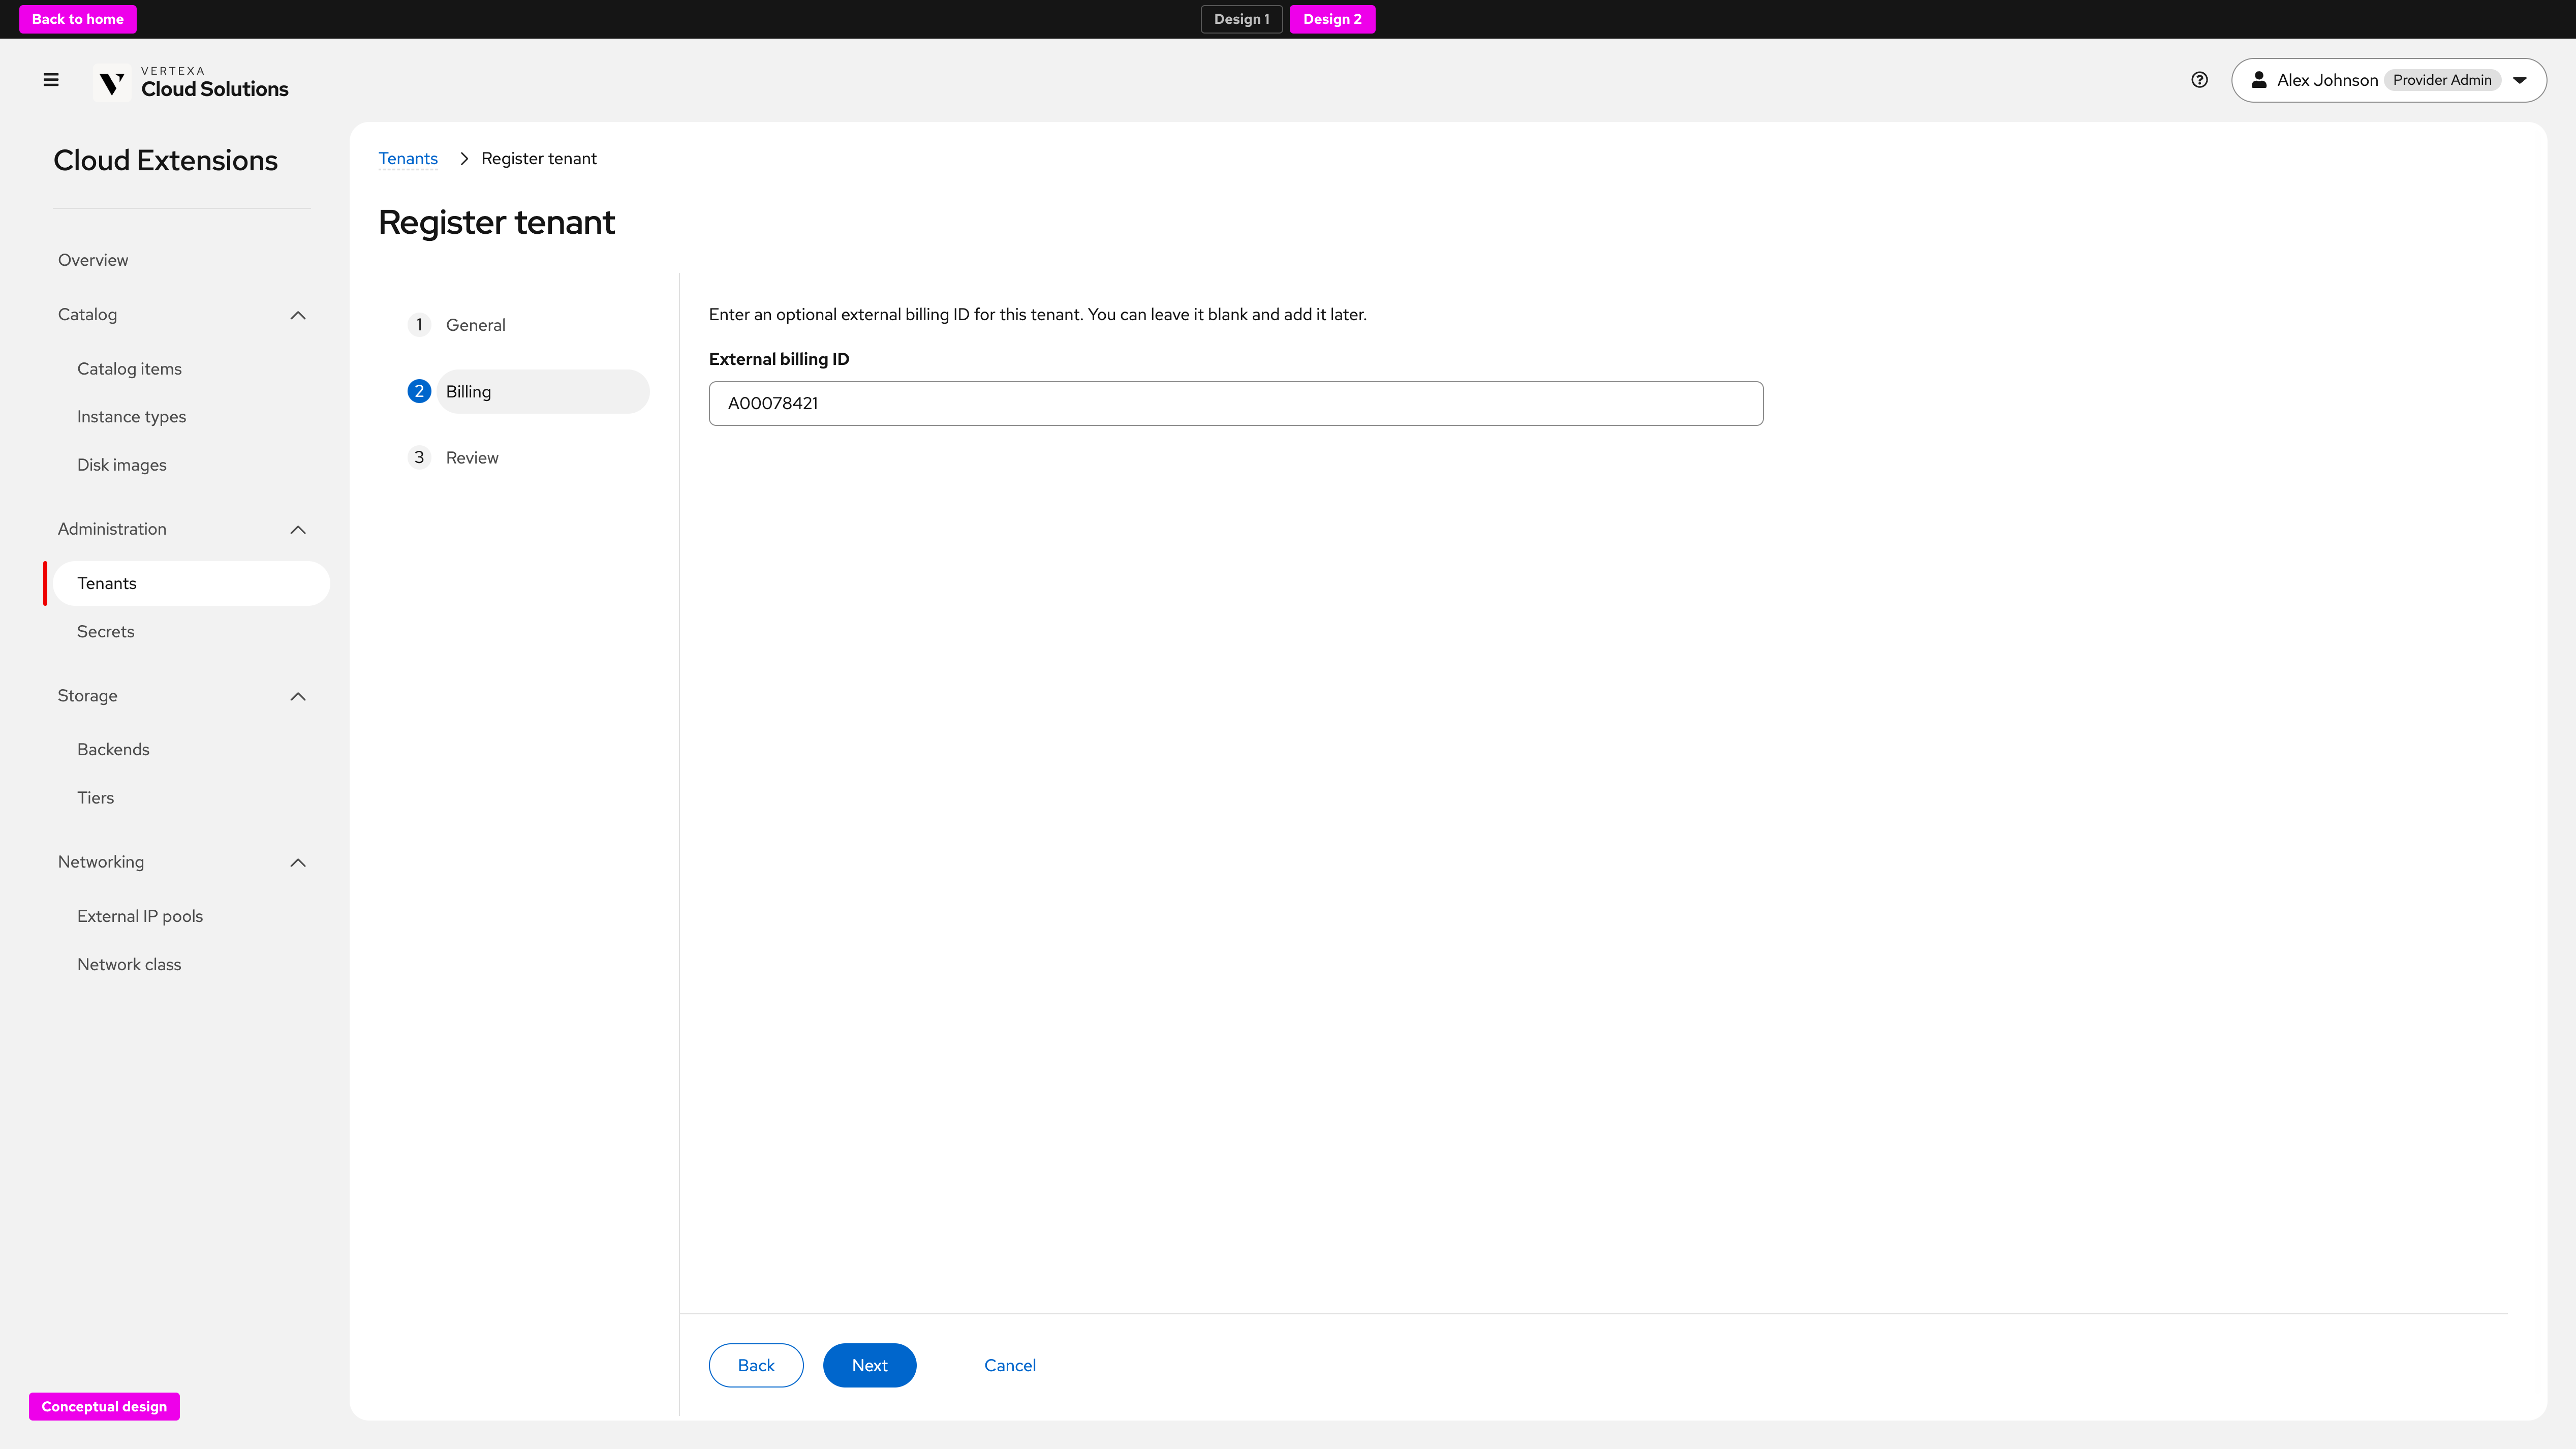 Back to home
Design 1
Design 2
VERTEXA
Cloud Solutions
Alex Johnson
Provider Admin
Cloud Extensions
Overview
Catalog
Catalog items
Instance types
Disk images
Administration
Tenants
Secrets
Storage
Backends
Tiers
Networking
External IP pools
Network class
Conceptual design
Tenants > Register tenant
Register tenant
1 General
2 Billing
3 Review
Enter an optional external billing ID for this tenant. You can leave it blank and add it later.
External billing ID
A00078421
Back
Next
Cancel